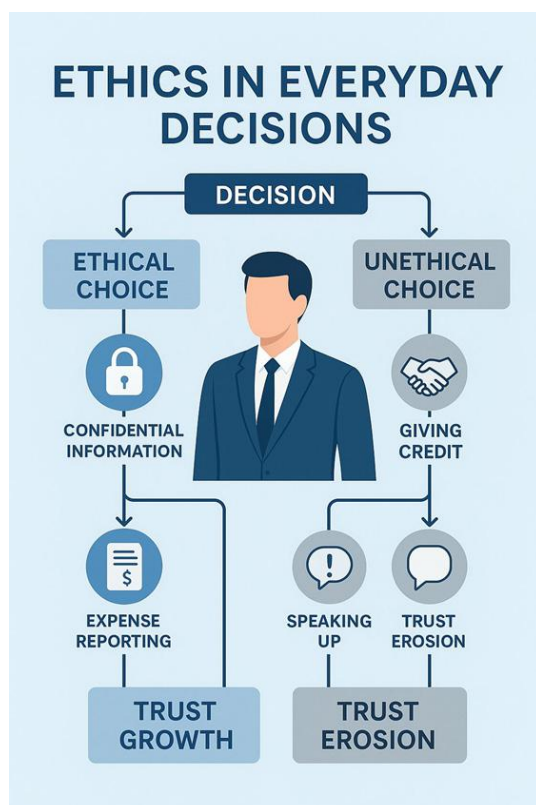 ETHICS IN EVERYDAY
DECISIONS
DECISION
ETHICAL
CHOICE
UNETHICAL
CHOICE
CONFIDENTIAL
INFORMATION
GIVING
CREDIT
$
EXPENSE
REPORTING
!
SPEAKING
UP
TRUST
EROSION
TRUST
GROWTH
TRUST
EROSION